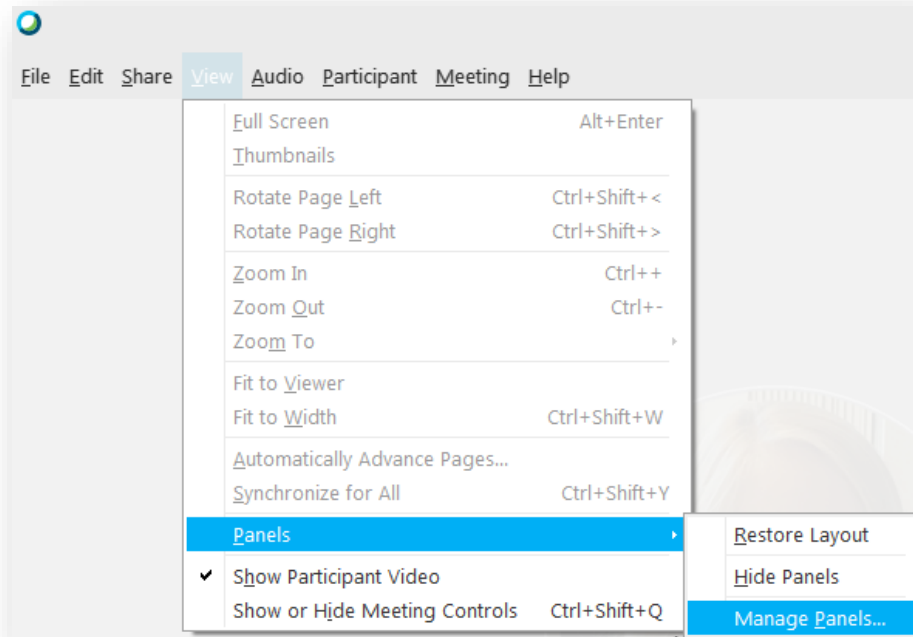 File Edit Share View Audio Participant Meeting Help
Full Screen Alt+Enter
Thumbnails
Rotate Page Left Ctrl+Shift+<
Rotate Page Right Ctrl+Shift+>
Zoom In Ctrl++
Zoom Out Ctrl+-
Zoom To
Fit to Viewer
Fit to Width Ctrl+Shift+W
Automatically Advance Pages...
Synchronize for All Ctrl+Shift+Y
Panels
Restore Layout
Show Participant Video
Hide Panels
Show or Hide Meeting Controls Ctrl+Shift+Q
Manage Panels...